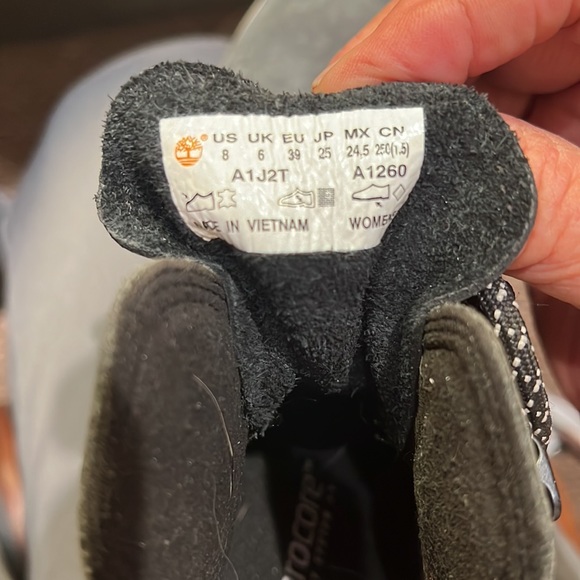 US UK EU JP MX CN
8 6 39 25 24.5 250(1.5)
A1J2T A1260
IN VIETNAM
rocore